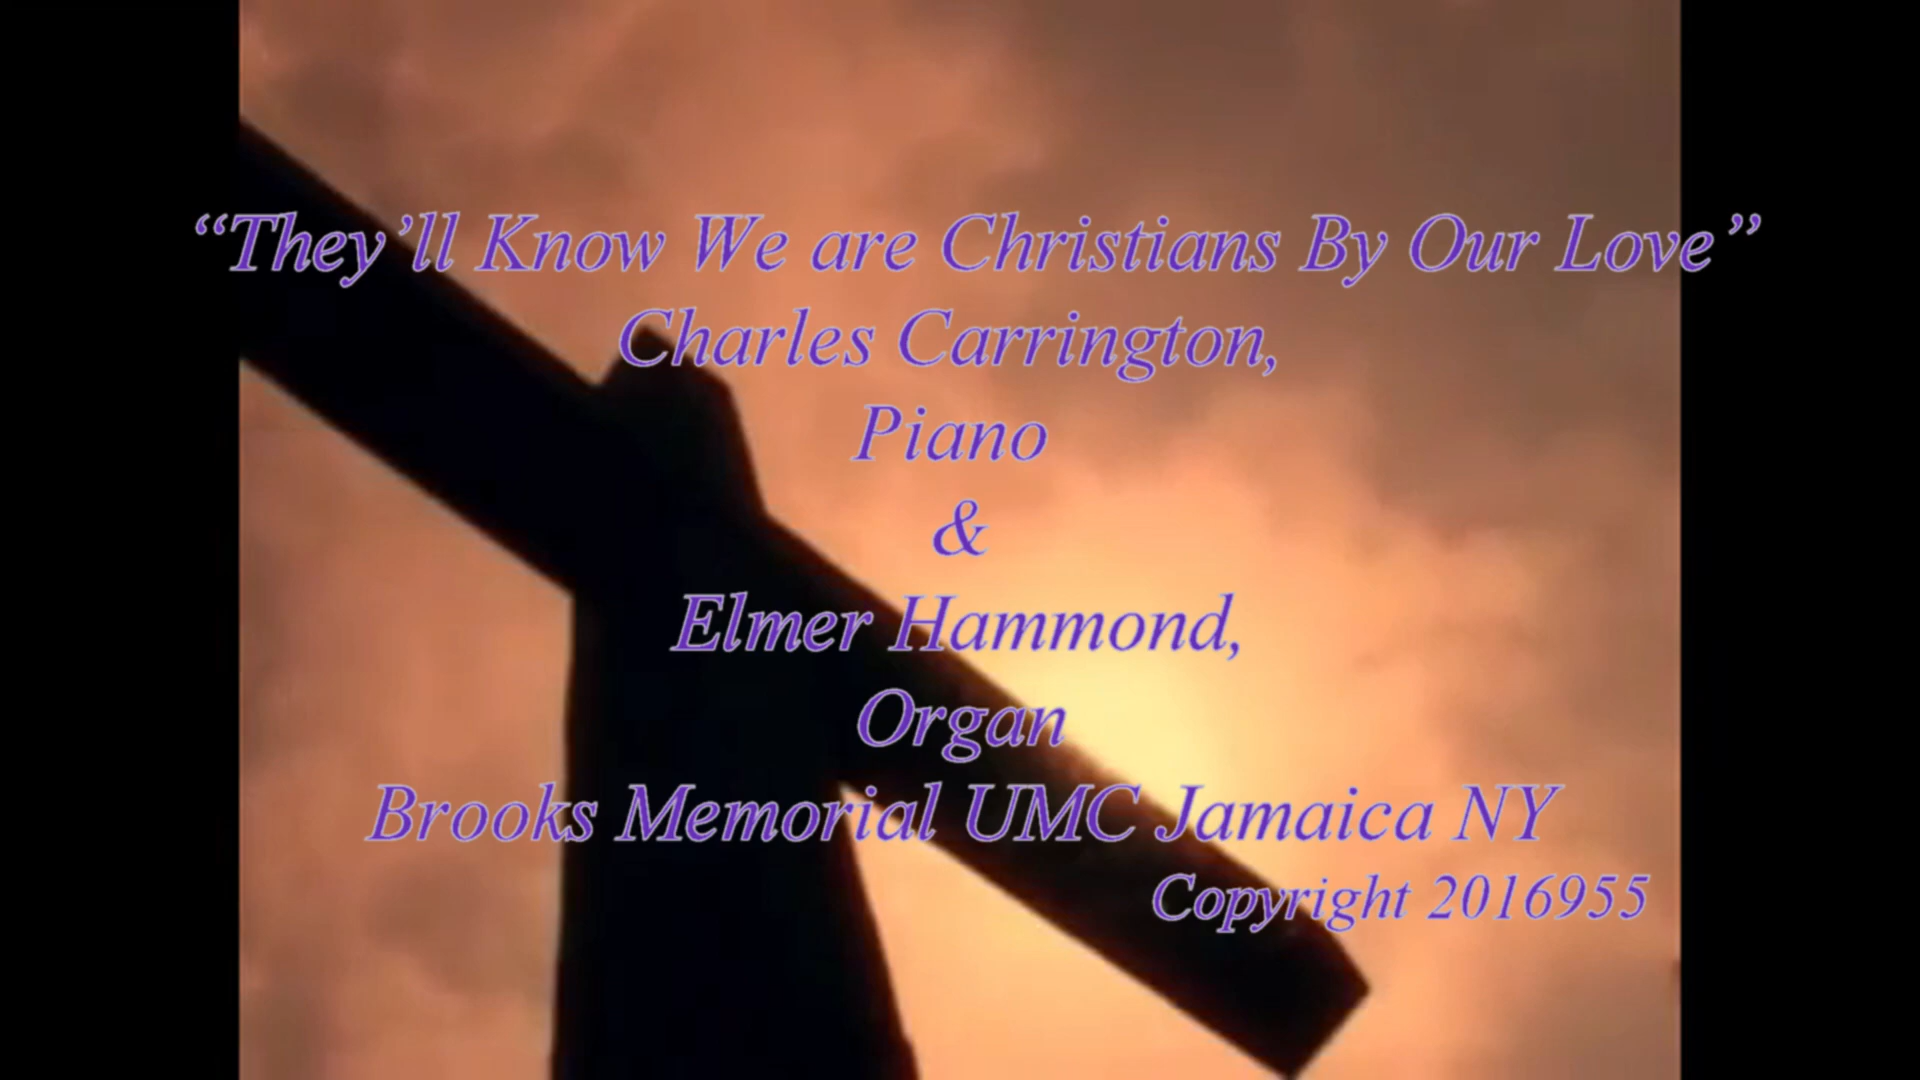 “They’ll Know We are Christians By Our Love”
Charles Carrington,
Piano
&
Elmer Hammond,
Organ
Brooks Memorial UMC Jamaica NY
Copyright 2016955